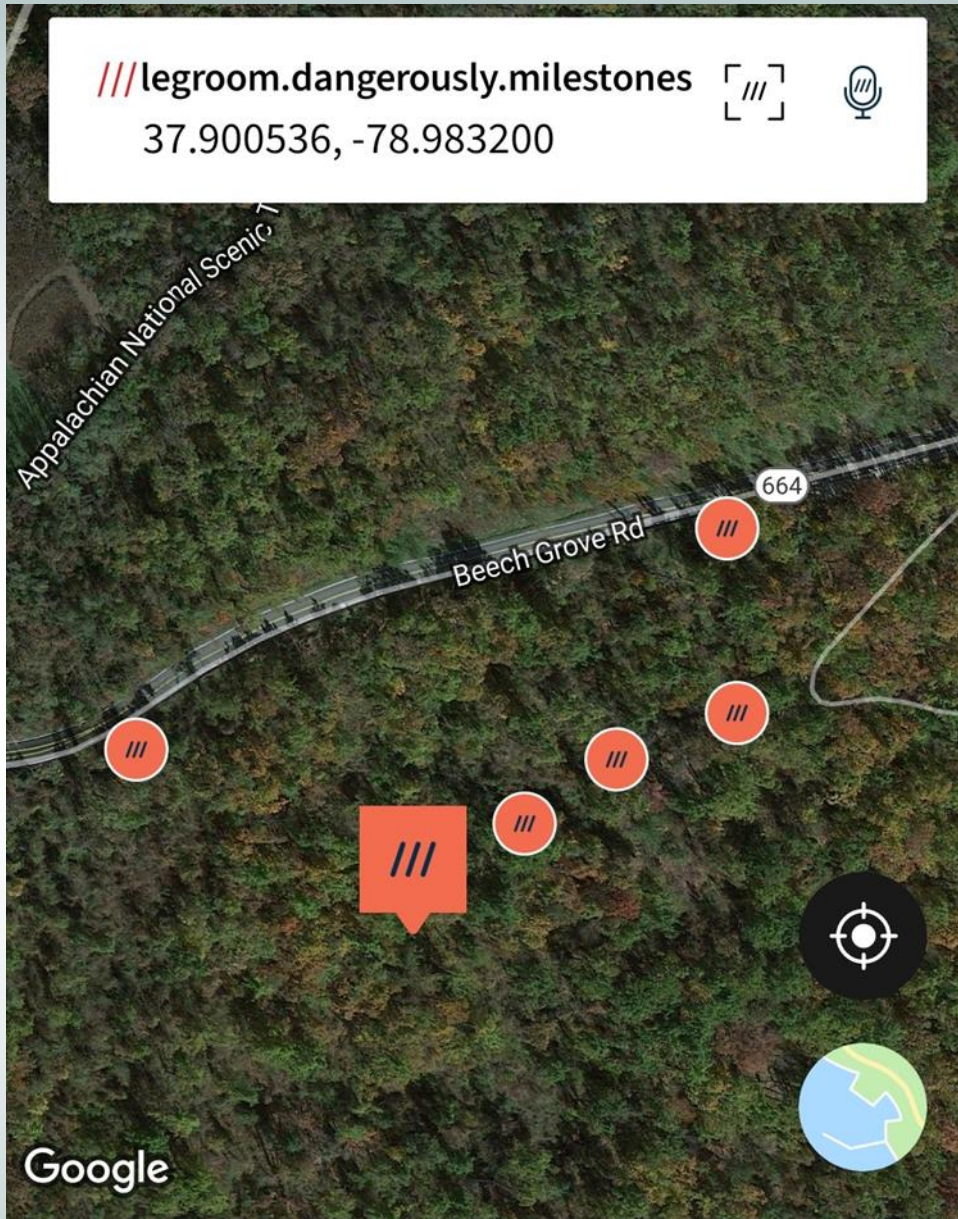 ///legroom.dangerously.milestones
37.900536, -78.983200
Appalachian National Scenic T
664
Beech Grove Rd
Google